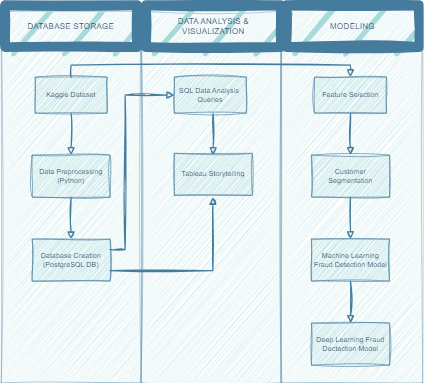 DATABASE STORAGE
DATA ANALYSIS &
VISUALIZATION
MODELING
Kaggle Dataset
SQL Data Analysis
Queries
Feature Selection
Data Preprocessing
(Python)
Tableau Storytelling
Customer
Segmentation
Database Creation
(PostgreSQL DB)
Machine Learning
Fraud Detection Model
Deep Learning Fraud
Dectection Model